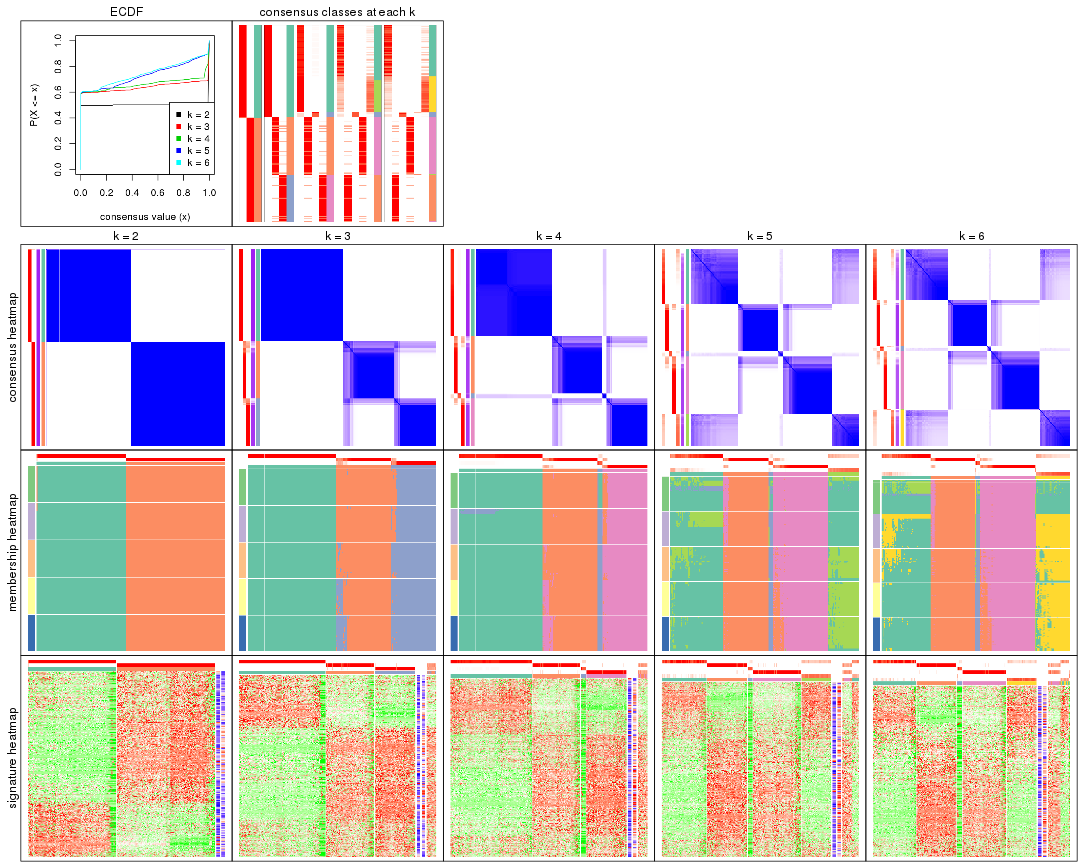 ECDF
consensus classes at each k
P(X <= x)
0.0 0.2 0.4 0.6 0.8 1.0
k = 2
k = 3
k = 4
k = 5
k = 6
0.0 0.2 0.4 0.6 0.8 1.0
consensus value (x)
k = 2 k = 3 k = 4 k = 5 k = 6
consensus heatmap
membership heatmap
signature heatmap